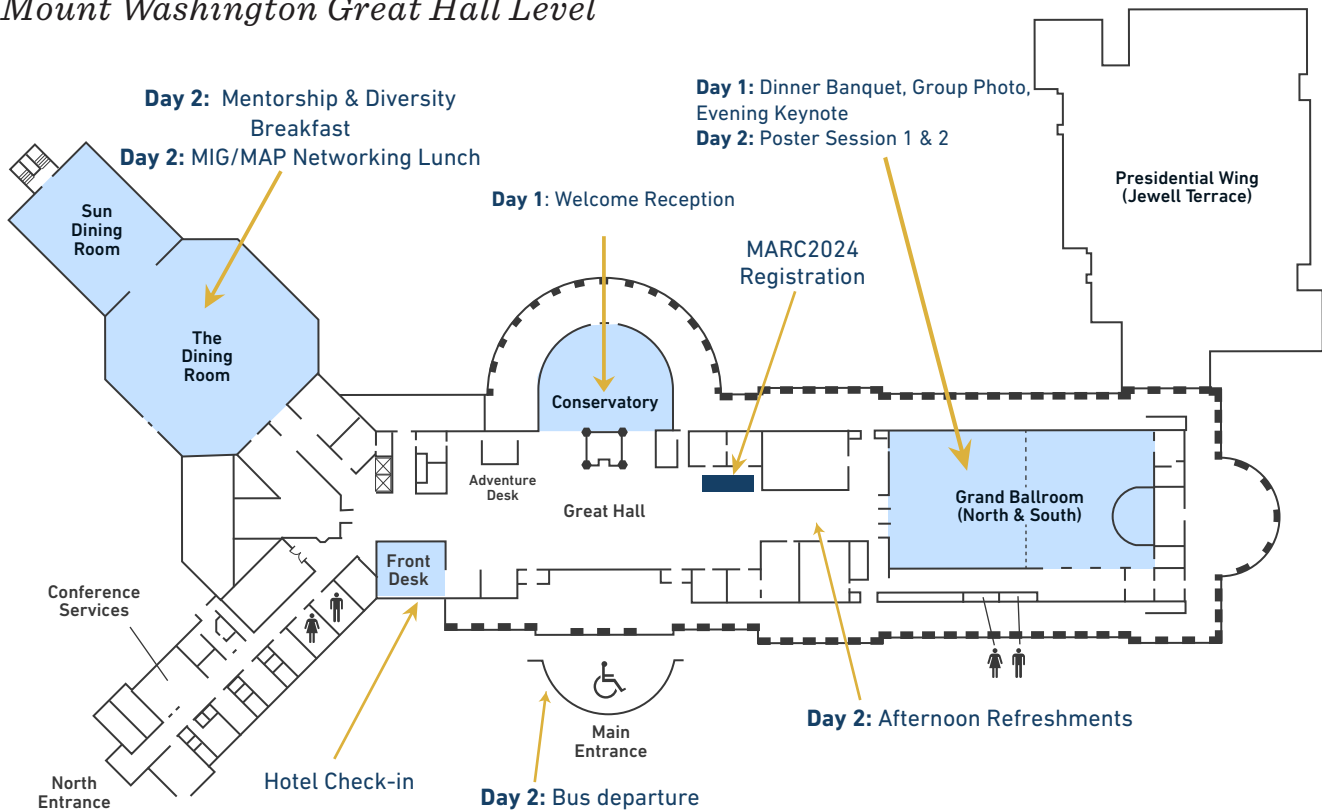 Mount Washington Great Hall Level
Day 2: Mentorship & Diversity
Breakfast
Day 2: MIG/MAP Networking Lunch
Day 1: Dinner Banquet, Group Photo,
Evening Keynote
Day 2: Poster Session 1 & 2
Presidential Wing
(Jewell Terrace)
Sun
Dining
Room
Day 1: Welcome Reception
MARC2024
Registration
The
Dining
Room
Conservatory
Adventure
Desk
Great Hall
Grand Ballroom
(North & South)
Front
Desk
Conference
Services
Main
Entrance
Day 2: Afternoon Refreshments
North
Entrance
Hotel Check-in
Day 2: Bus departure